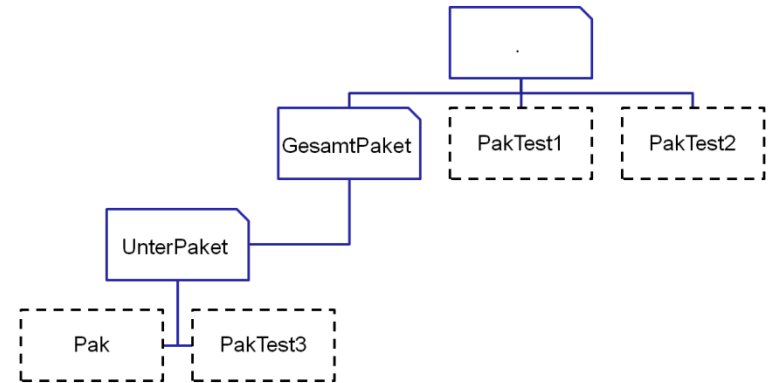 .
GesamtPaket
PakTest1
PakTest2
UnterPaket
Pak
PakTest3